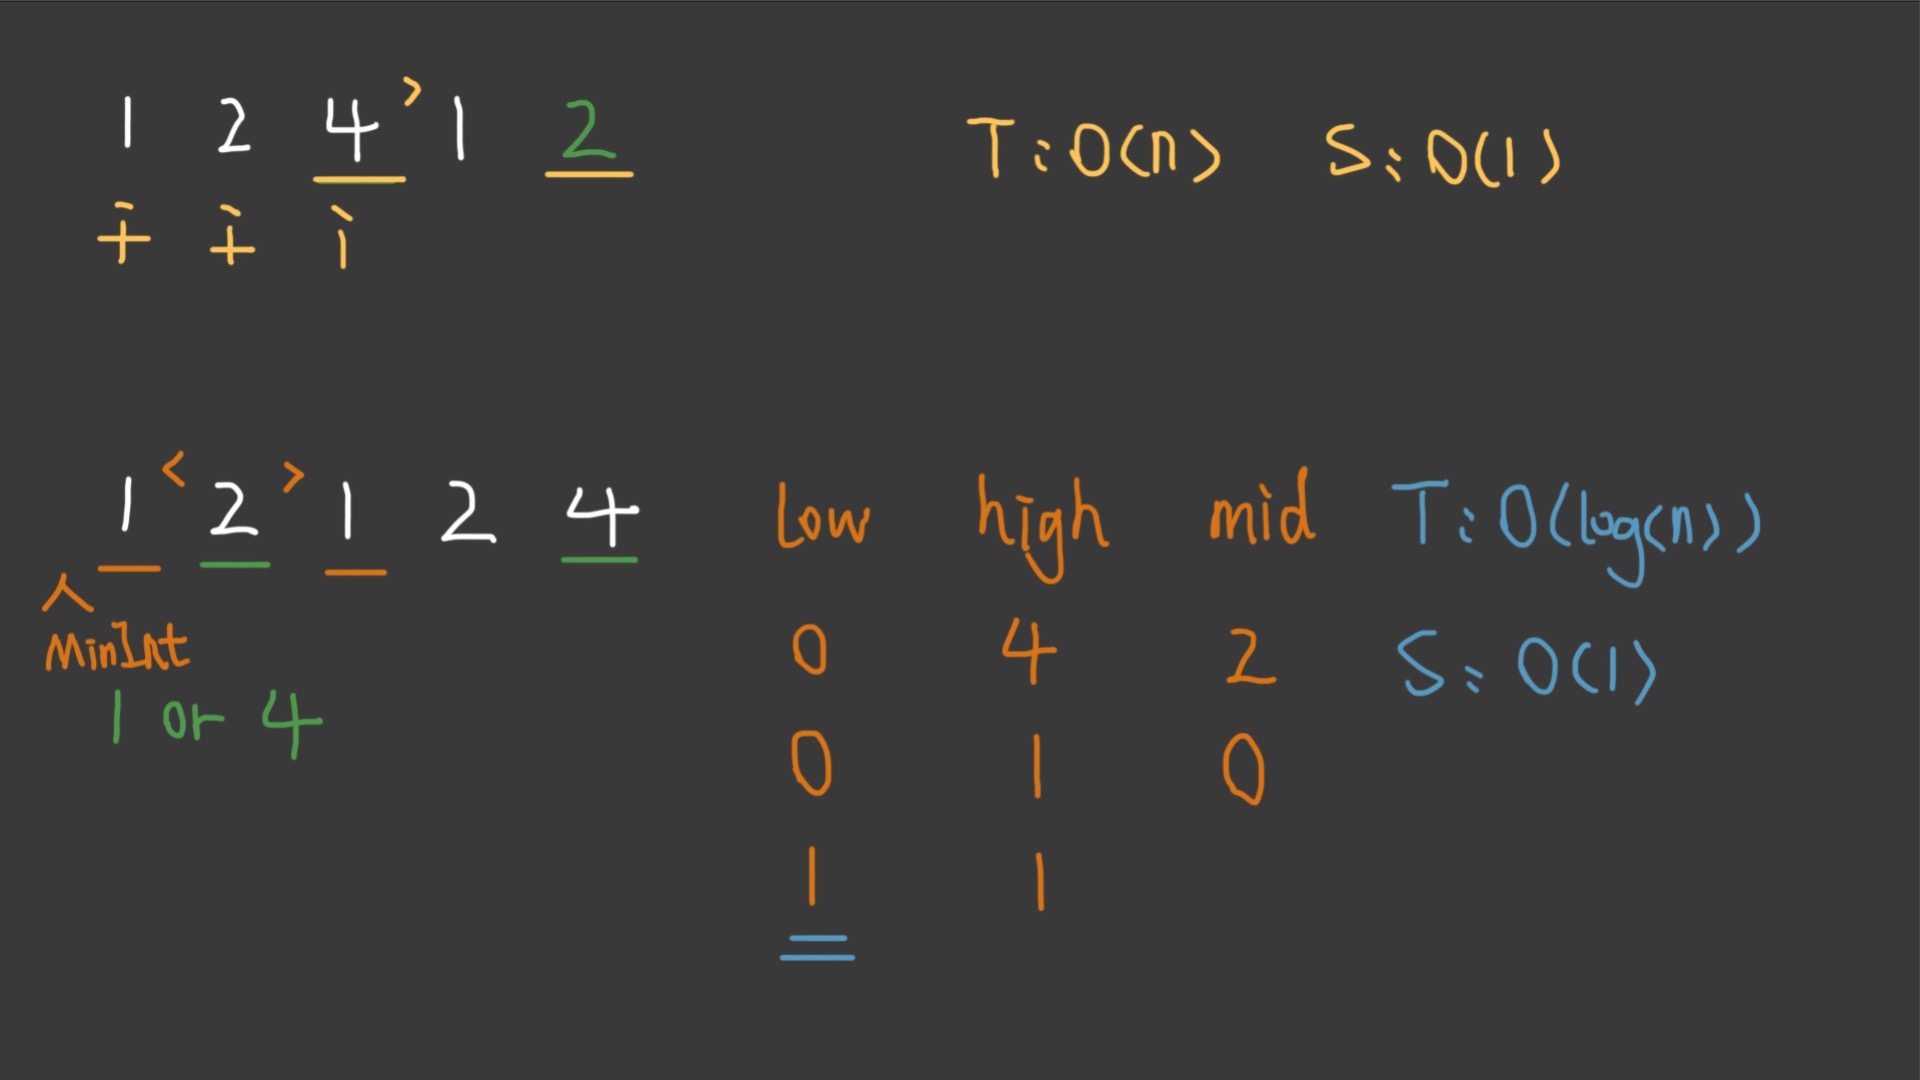 1 2 4 > 1 2
T: O(n) S: O(1)
i i i
1 < 2 > 1 2 4
low high mid T: O(log(n))
MinInt
0 4 2 S: O(1)
1 or 4
0 1 0
1 1